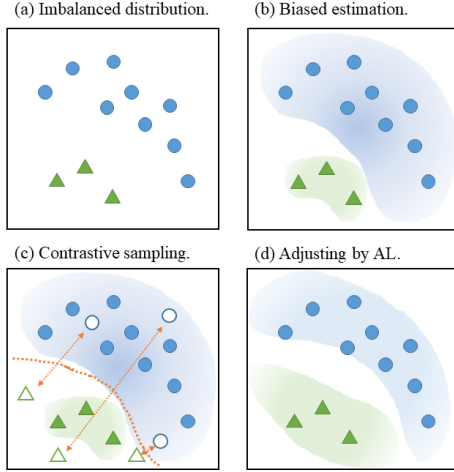 (a) Imbalanced distribution.
(b) Biased estimation.
(c) Contrastive sampling.
(d) Adjusting by AL.